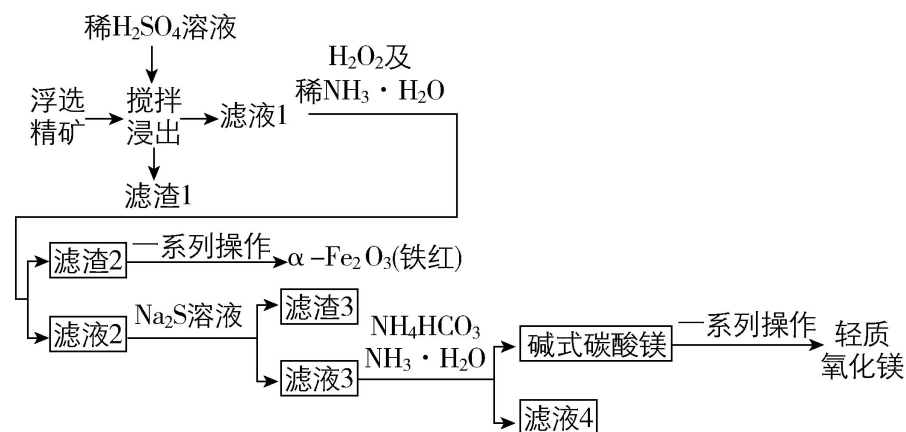 稀H₂SO₄溶液
H₂O₂及
稀NH₃·H₂O
浮选
精矿
搅拌
浸出
滤液1
滤渣1
滤渣2
一系列操作
α-Fe₂O₃(铁红)
滤液2
Na₂S溶液
滤渣3
滤液3
NH₄HCO₃
NH₃·H₂O
碱式碳酸镁
一系列操作
轻质
氧化镁
滤液4